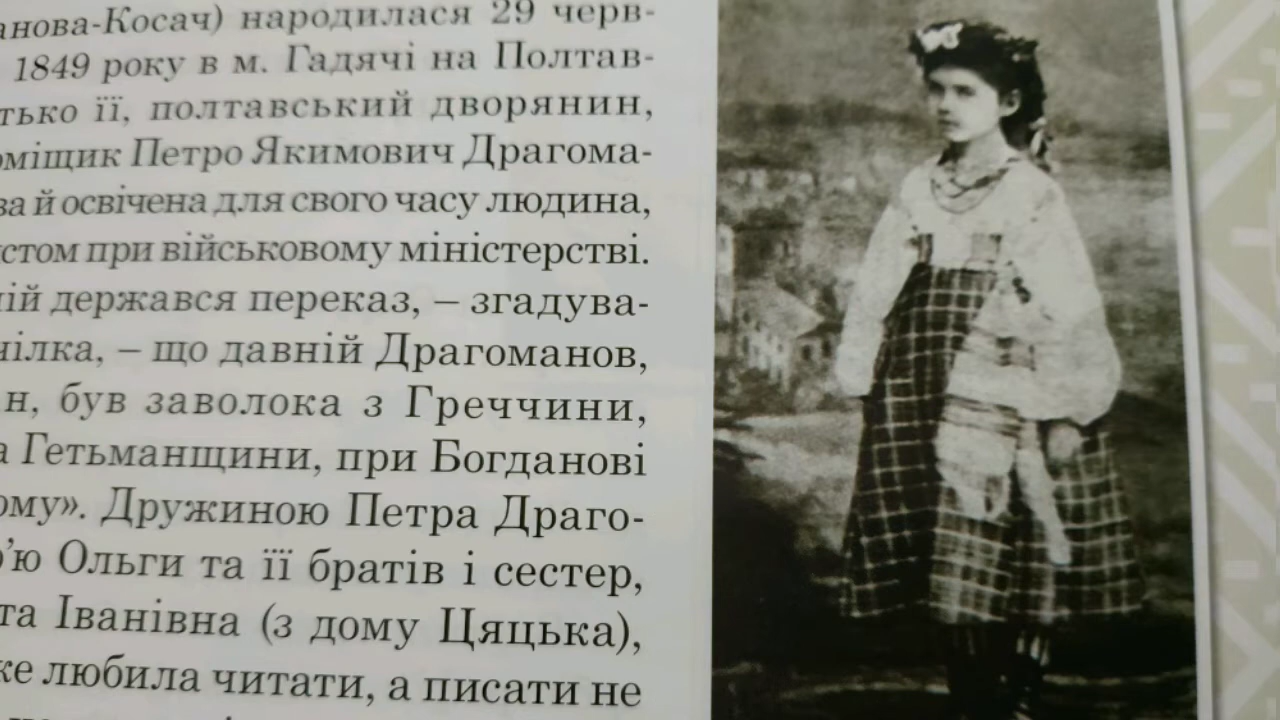 анова-Косач) народилася 29 черв-
1849 року в м. Гадячі на Полтав-
тько її, полтавський дворянин,
оміщик Петро Якимович Драгома-
ва й освічена для свого часу людина,
стом при військовому міністерстві.
ній держався переказ, – згадува-
чілка, – що давній Драгоманов,
н, був заволока з Греччини,
а Гетьманщини, при Богданові
ому». Дружиною Петра Драго-
р’ю Ольги та її братів і сестер,
та Іванівна (з дому Цяцька),
же любила читати, а писати не